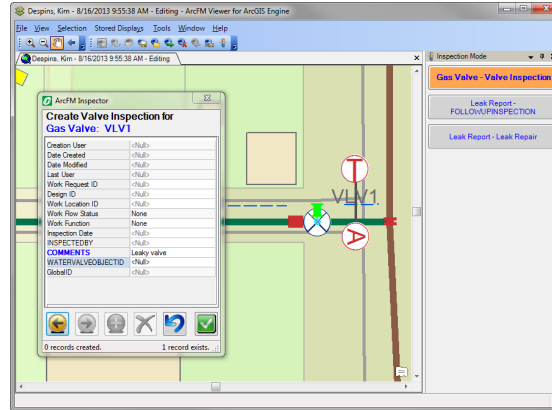 Despins, Kim - 8/16/2013 9:55:38 AM - Editing - ArcFM Viewer for ArcGIS Engine
File View Selection Stored Displays Tools Window Help
Despins, Kim - 8/16/2013 9:55:38 AM - Editing
Inspection Mode
Gas Valve - Valve Inspection
Leak Report -
FOLLOWUPINSPECTION
Leak Report - Leak Repair
ArcFM Inspector
Create Valve Inspection for
Gas Valve: VLV1
Creation User <Null>
Date Created <Null>
Date Modified <Null>
Last User <Null>
Work Request ID <Null>
Design ID <Null>
Work Location ID <Null>
Work Flow Status None
Work Function None
Inspection Date <Null>
INSPECTEDBY <Null>
COMMENTS Leaky valve
WATERVALVEOBJECTID <Null>
GlobalID <Null>
0 records created. 1 record exists.
T
VLV1
A